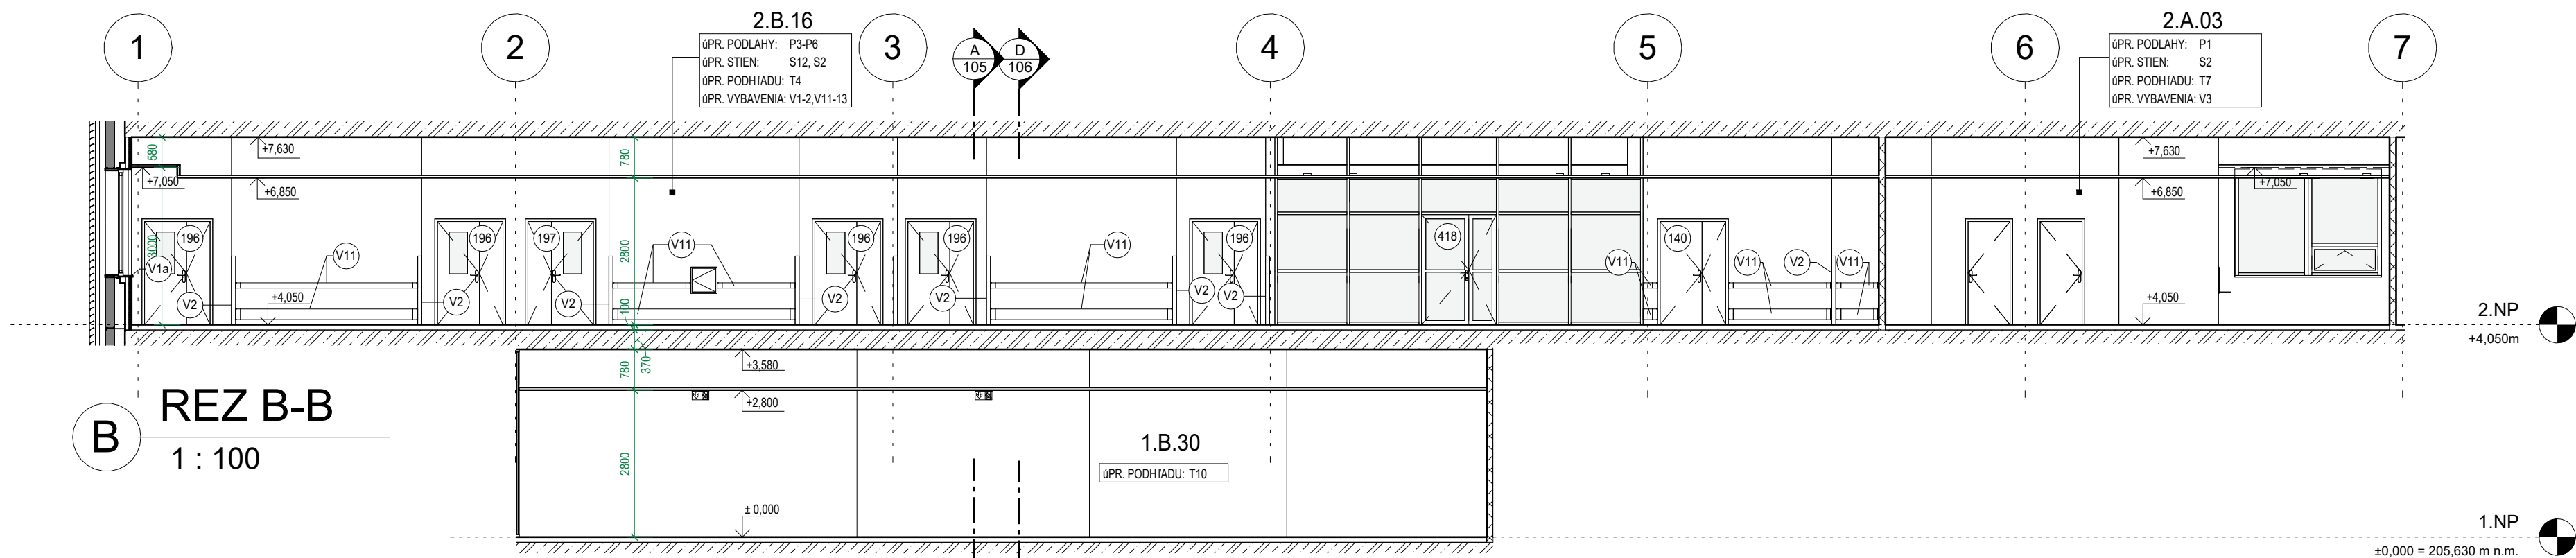 1
2
2.B.16
úPR. PODLAHY: P3-P6
úPR. STIEN: S12, S2
úPR. PODHľADU: T4
úPR. VYBAVENIA: V1-2,V11-13
3
A
105
D
106
4
5
6
2.A.03
úPR. PODLAHY: P1
úPR. STIEN: S2
úPR. PODHľADU: T7
úPR. VYBAVENIA: V3
7
580
+7,630
780
+7,630
+7,050
+6,850
+6,850
+7,050
196
196
197
196
196
196
418
140
3000
V11
2800
V11
V11
V11
V11
V2
V11
V1a
V2
+4,050
V2
V2
100
V2
V2
V2
V2
+4,050
2.NP
+4,050m
780
370
+3,580
+2,800
REZ B-B
B
1 : 100
2800
1.B.30
úPR. PODHľADU: T10
± 0,000
1.NP
±0,000 = 205,630 m n.m.